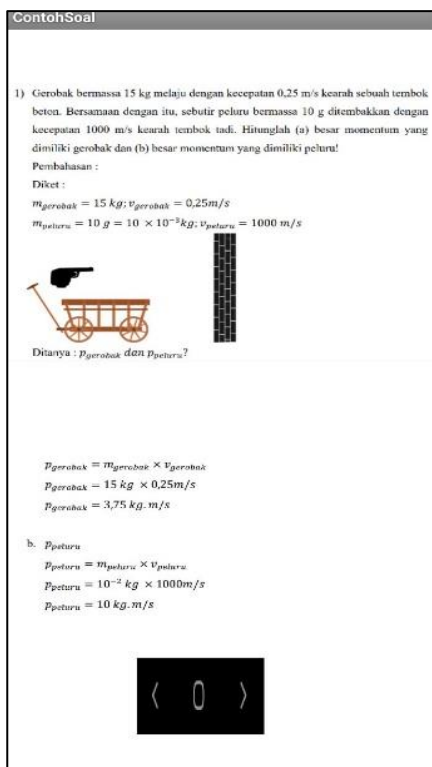 ContohSoal
1) Gerobak bermassa 15 kg melaju dengan kecepatan 0,25 m/s kearah sebuah tembok
beton. Bersamaan dengan itu, sebutir peluru bermassa 10 g ditembakkan dengan
kecepatan 1000 m/s kearah tembok tadi. Hitunglah (a) besar momentum yang
dimiliki gerobak dan (b) besar momentum yang dimiliki peluru!
Pembahasan :
Diket :
m_gerobak = 15 kg; v_gerobak = 0,25m/s
m_peluru = 10 g = 10 × 10⁻³kg; v_peluru = 1000 m/s
Ditanya : p_gerobak dan p_peluru?
p_gerobak = m_gerobak × v_gerobak
p_gerobak = 15 kg × 0,25m/s
p_gerobak = 3,75 kg.m/s
b. p_peluru
p_peluru = m_peluru × v_peluru
p_peluru = 10⁻² kg × 1000m/s
p_peluru = 10 kg.m/s